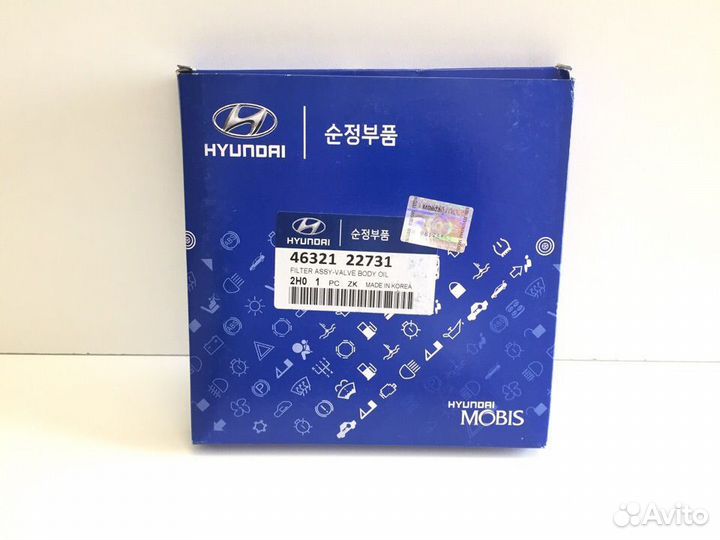 HYUNDAI
순정부품
HYUNDAI
순정부품
46321 22731
FILTER ASSY-VALVE BODY OIL
2H0 1 PC ZK MADE IN KOREA
HYUNDAI
MOBIS
Avito